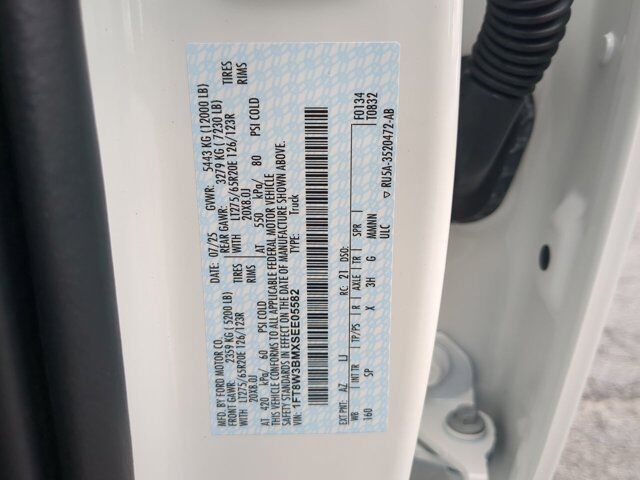 MFD. BY FORD MOTOR CO.
DATE: 07/25 GVWR: 5443 KG (12000 LB)
FRONT GAWR: 2359 KG (5200 LB) REAR GAWR: 3279 KG (7230 LB)
WITH LT275/65R20E 126/123R TIRES WITH LT275/65R20E 126/123R TIRES
20X8.0J RIMS 20X8.0J RIMS
AT 420 kPa/ 60 PSI COLD AT 550 kPa/ 80 PSI COLD
THIS VEHICLE CONFORMS TO ALL APPLICABLE FEDERAL MOTOR VEHICLE
SAFETY STANDARDS IN EFFECT ON THE DATE OF MANUFACTURE SHOWN ABOVE.
VIN: 1FT8W3BMXSEE05582 TYPE: Truck
F0134
T0832
EXT PNT: AZ RC: 21 DSO:
WB INT TR TP/PS R AXLE TR SPR
160 X 3H G
ULC
RU5A-3520472-AB